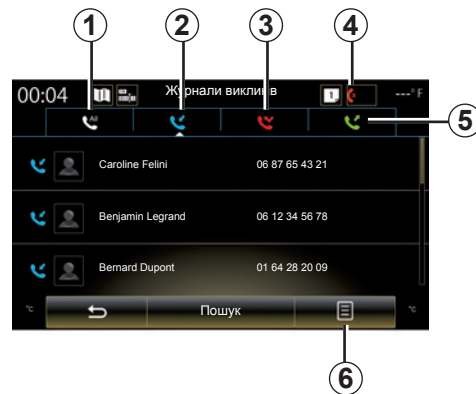 1 2 3 4
00:04 Журнали викликів 1 ---°F
All
5
Caroline Felini 06 87 65 43 21
Benjamin Legrand 06 12 34 56 78
Bernard Dupont 01 64 28 20 09
°C Пошук °C
6